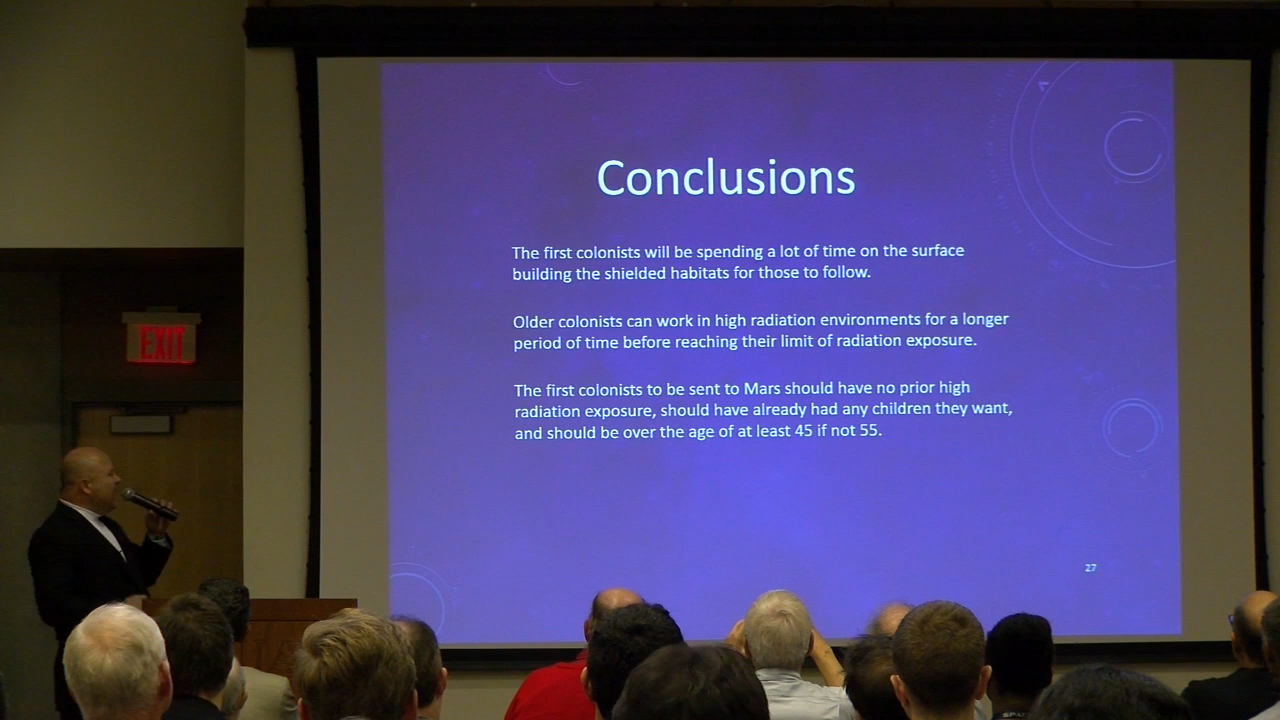 Conclusions
The first colonists will be spending a lot of time on the surface
building the shielded habitats for those to follow.
Older colonists can work in high radiation environments for a longer
period of time before reaching their limit of radiation exposure.
The first colonists to be sent to Mars should have no prior high
radiation exposure, should have already had any children they want,
and should be over the age of at least 45 if not 55.
27
EXIT